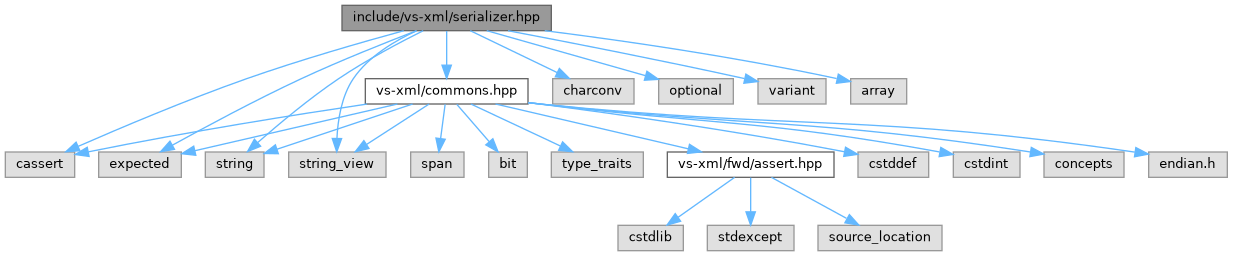 include/vs-xml/serializer.hpp
vs-xml/commons.hpp
charconv
optional
variant
array
cassert
expected
string
string_view
span
bit
type_traits
vs-xml/fwd/assert.hpp
cstddef
cstdint
concepts
endian.h
cstdlib
stdexcept
source_location